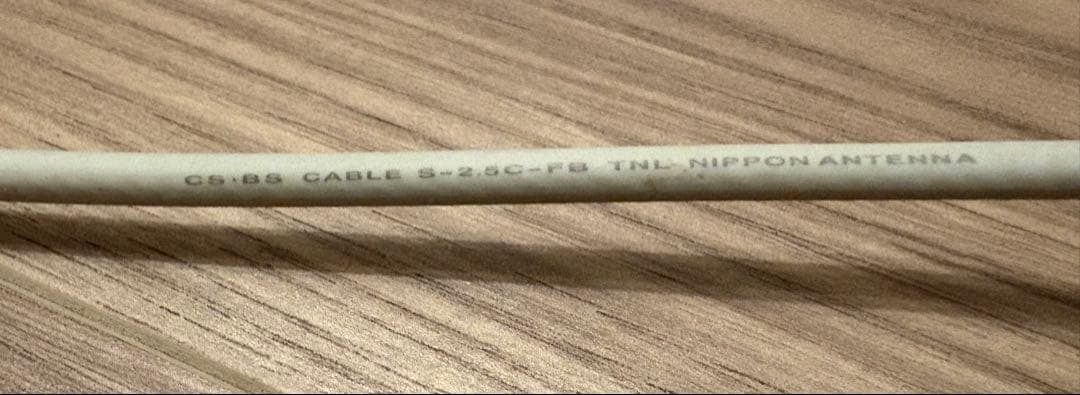 CS·BS CABLE S-2.5C-FB TNL NIPPON ANTENNA